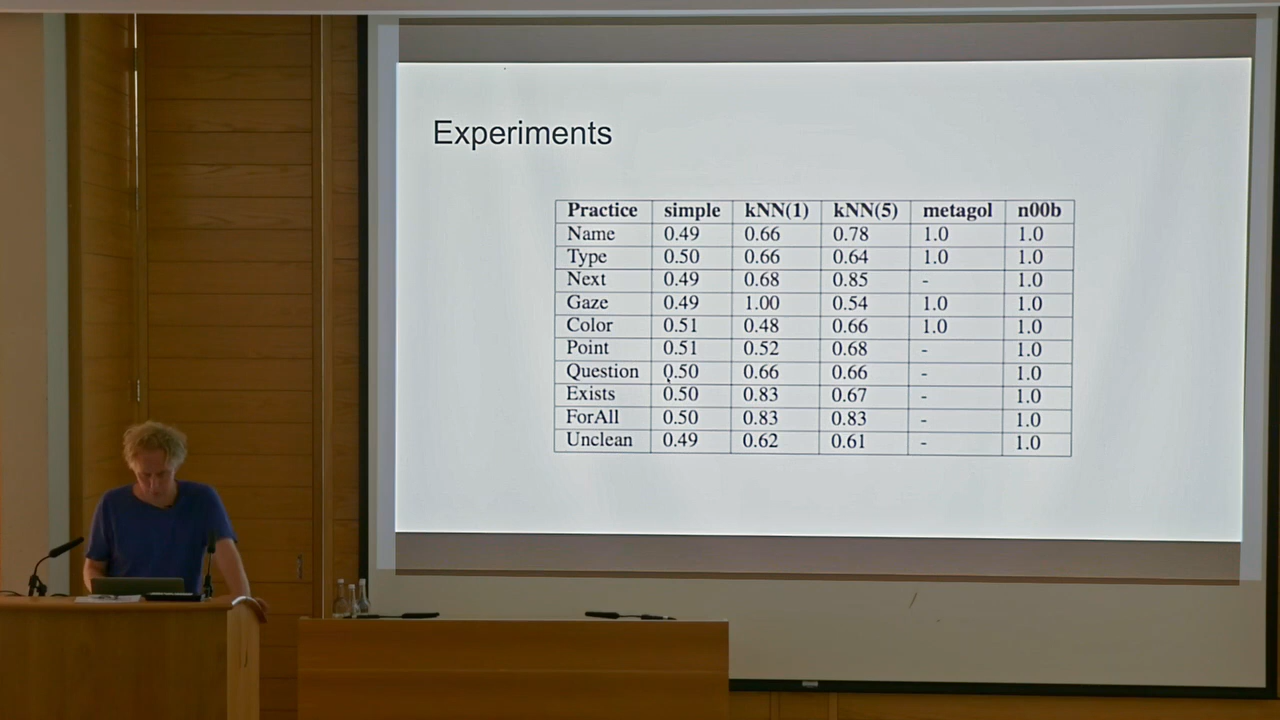 Experiments
Practice simple kNN(1) kNN(5) metagol n00b
Name 0.49 0.66 0.78 1.0 1.0
Type 0.50 0.66 0.64 1.0 1.0
Next 0.49 0.68 0.85 - 1.0
Gaze 0.49 1.00 0.54 1.0 1.0
Color 0.51 0.48 0.66 1.0 1.0
Point 0.51 0.52 0.68 - 1.0
Question 0.50 0.66 0.66 - 1.0
Exists 0.50 0.83 0.67 - 1.0
ForAll 0.50 0.83 0.83 - 1.0
Unclean 0.49 0.62 0.61 - 1.0